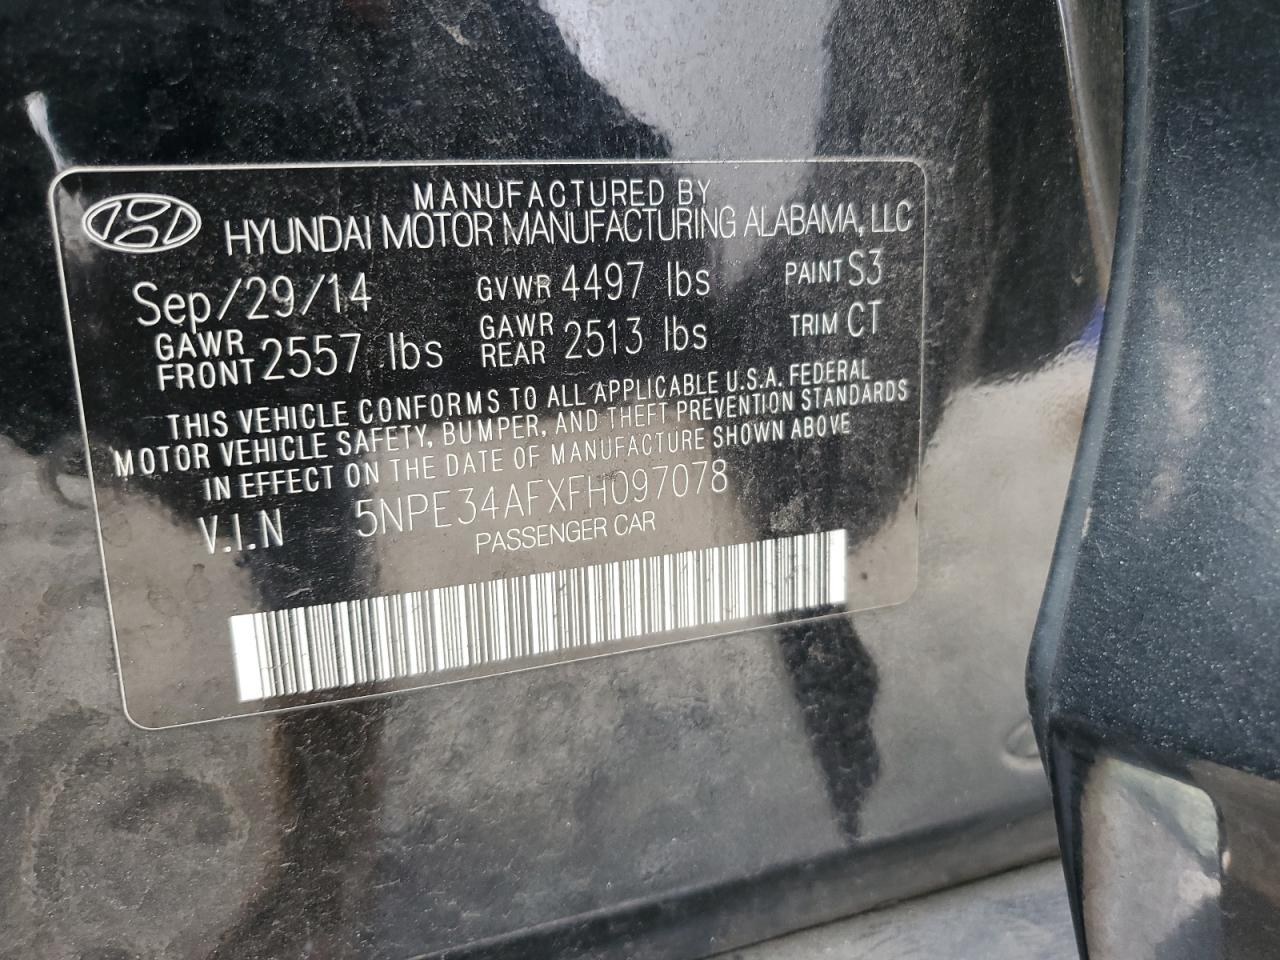 MANUFACTURED BY
HYUNDAI MOTOR MANUFACTURING ALABAMA, LLC
Sep/29/14 GVWR 4497 lbs PAINT S3
GAWR FRONT 2557 lbs GAWR REAR 2513 lbs TRIM CT
THIS VEHICLE CONFORMS TO ALL APPLICABLE U.S.A. FEDERAL
MOTOR VEHICLE SAFETY, BUMPER, AND THEFT PREVENTION STANDARDS
IN EFFECT ON THE DATE OF MANUFACTURE SHOWN ABOVE
V.I.N 5NPE34AFXFH097078
PASSENGER CAR